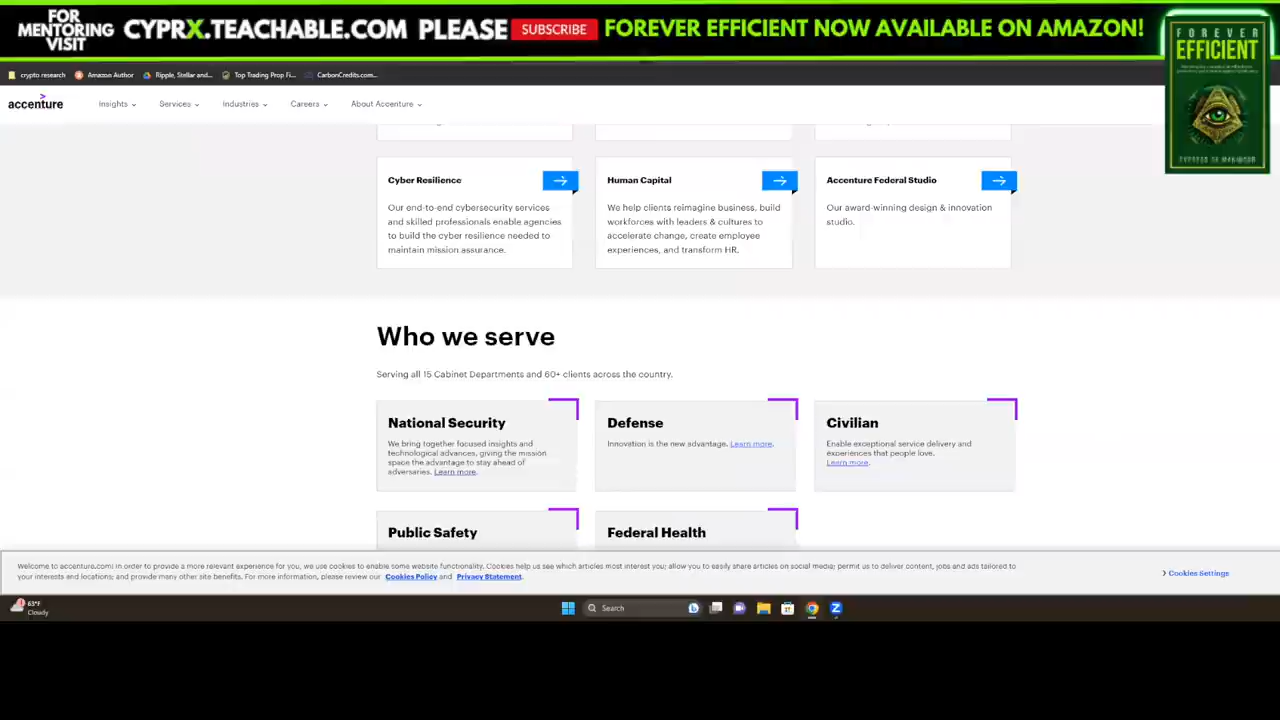 FOR
MENTORING
VISIT
CYPRX.TEACHABLE.COM PLEASE SUBSCRIBE FOREVER EFFICIENT NOW AVAILABLE ON AMAZON!
FOREVER
EFFICIENT
crypto research Amazon Author Ripple, Stellar and... Top Trading Prop Fi... CarbonCredits.com...
accenture Insights Services Industries Careers About Accenture
Cyber Resilience
Our end-to-end cybersecurity services
and skilled professionals enable agencies
to build the cyber resilience needed to
maintain mission assurance.
Human Capital
We help clients reimagine business, build
workforces with leaders & cultures to
accelerate change, create employee
experiences, and transform HR.
Accenture Federal Studio
Our award-winning design & innovation
studio.
Who we serve
Serving all 15 Cabinet Departments and 60+ clients across the country.
National Security
We bring together focused insights and
technological advances, giving the mission
space the advantage to stay ahead of
adversaries. Learn more.
Defense
Innovation is the new advantage. Learn more.
Civilian
Enable exceptional service delivery and
experiences that people love.
Learn more.
Public Safety
Federal Health
Welcome to accenture.com! In order to provide a more relevant experience for you, we use cookies to enable some website functionality. Cookies help us see which articles most interest you; allow you to easily share articles on social media; permit us to deliver content, jobs and ads tailored to
your interests and locations; and provide many other site benefits. For more information, please review our Cookies Policy and Privacy Statement.
Cookies Settings
63°F
Cloudy
Search